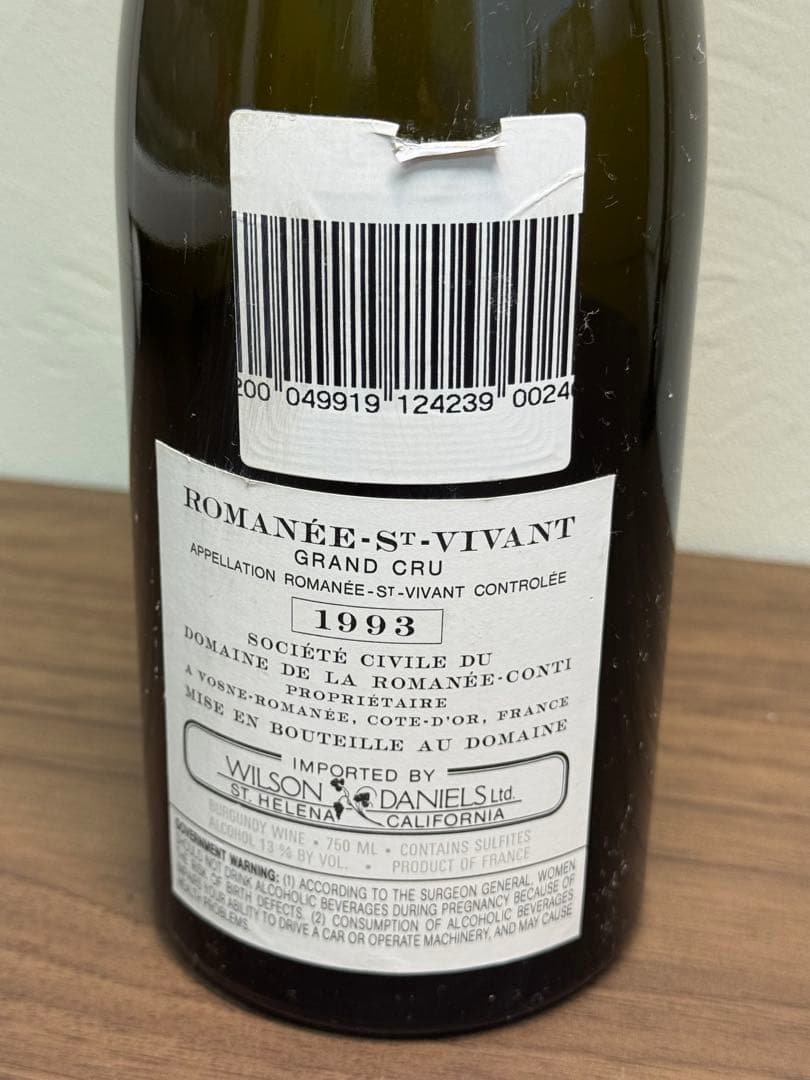 200 049919 124239 0024
ROMANÉE-ST-VIVANT
GRAND CRU
APPELLATION ROMANÉE-ST-VIVANT CONTROLÉE
1993
SOCIÉTÉ CIVILE DU
DOMAINE DE LA ROMANÉE-CONTI
PROPRIÉTAIRE
A VOSNE-ROMANÉE, COTE-D'OR, FRANCE
MISE EN BOUTEILLE AU DOMAINE
IMPORTED BY
WILSON DANIELS Ltd.
ST. HELENA CALIFORNIA
BURGUNDY WINE • 750 ML • CONTAINS SULFITES
ALCOHOL 13 % BY VOL. • PRODUCT OF FRANCE
GOVERNMENT WARNING: (1) ACCORDING TO THE SURGEON GENERAL, WOMEN
SHOULD NOT DRINK ALCOHOLIC BEVERAGES DURING PREGNANCY BECAUSE OF
THE RISK OF BIRTH DEFECTS. (2) CONSUMPTION OF ALCOHOLIC BEVERAGES
IMPAIRS YOUR ABILITY TO DRIVE A CAR OR OPERATE MACHINERY, AND MAY CAUSE
HEALTH PROBLEMS.